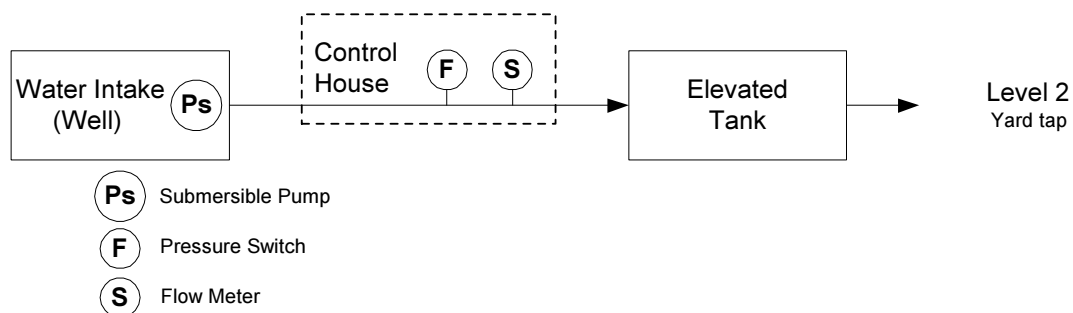 Water Intake
(Well)
Ps
Control
House
F
S
Elevated
Tank
Level 2
Yard tap
Ps Submersible Pump
F Pressure Switch
S Flow Meter